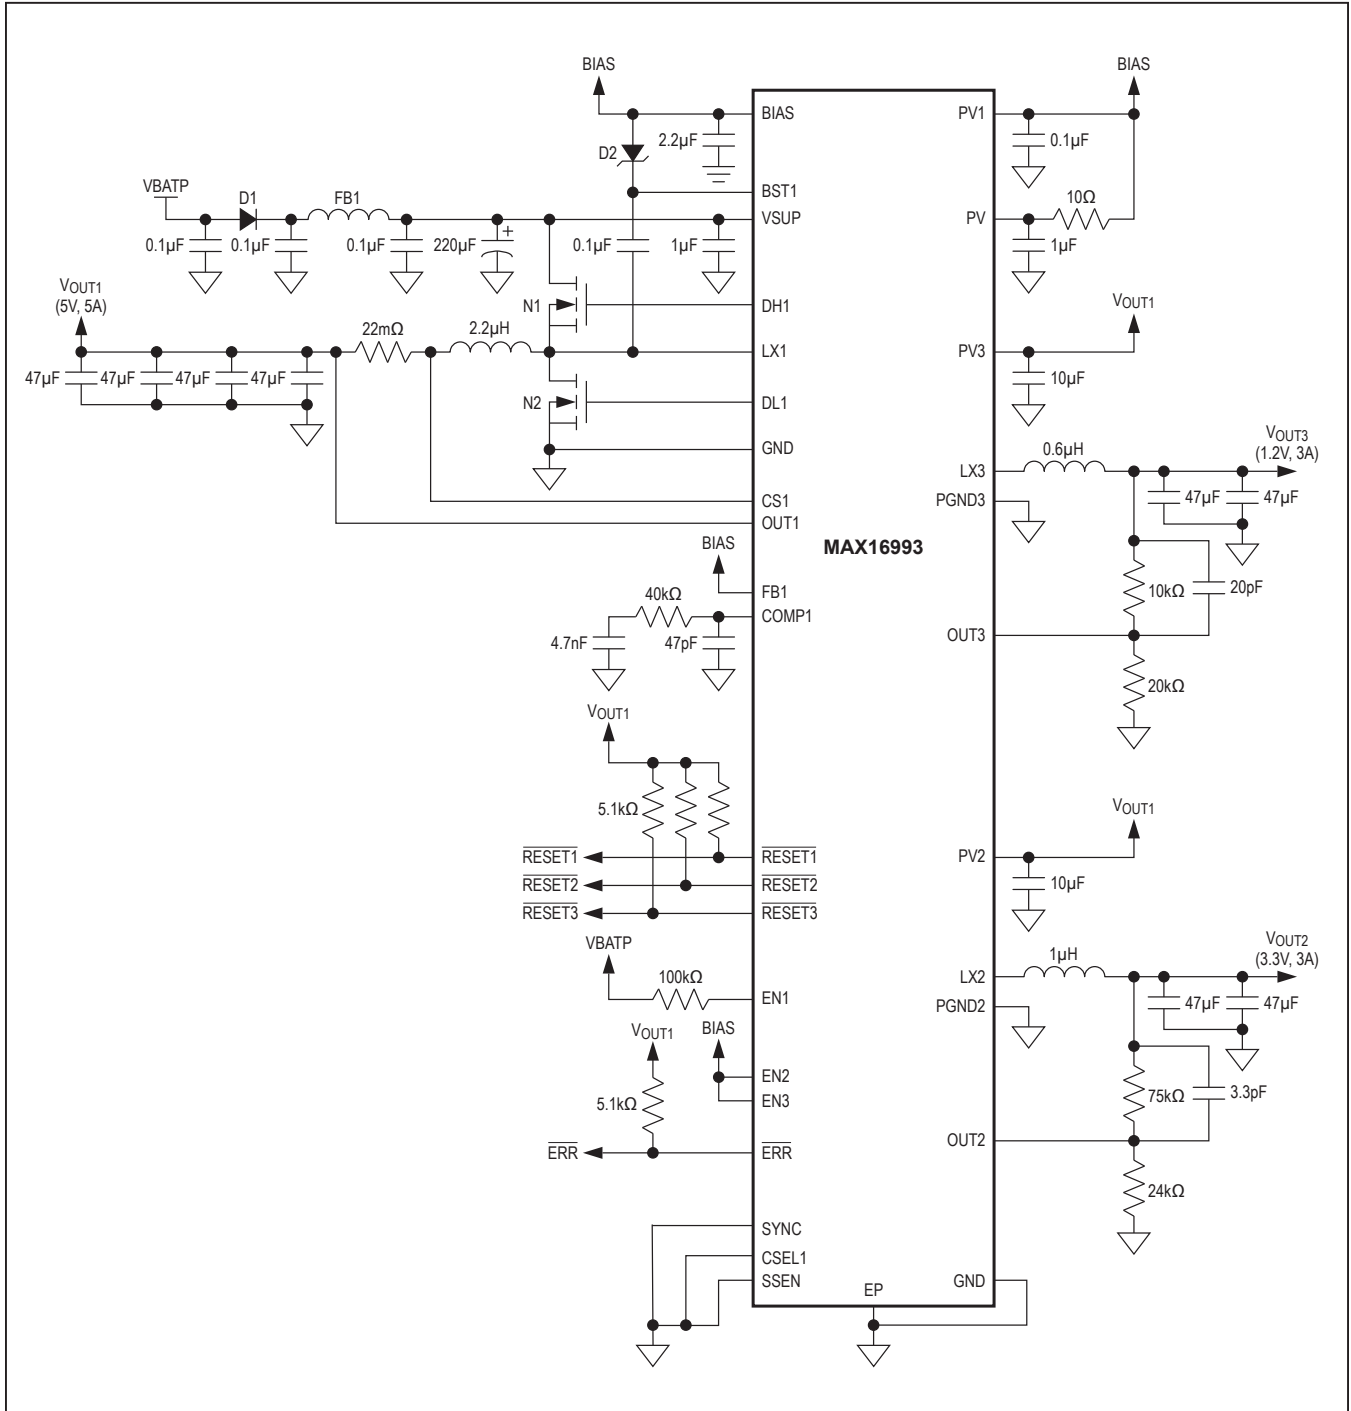 BIAS
BIAS
BIAS
PV1
2.2µF
0.1µF
D2
VBATP
D1
FB1
BST1
10Ω
VSUP
PV
0.1µF
0.1µF
0.1µF
220µF
+
0.1µF
1µF
1µF
VOUT1
(5V, 5A)
N1
DH1
VOUT1
22mΩ
2.2µH
LX1
PV3
47µF
47µF
47µF
47µF
10µF
N2
DL1
VOUT3
(1.2V, 3A)
GND
0.6µH
LX3
CS1
PGND3
47µF
47µF
OUT1
MAX16993
BIAS
FB1
40kΩ
10kΩ
20pF
COMP1
4.7nF
47pF
OUT3
20kΩ
VOUT1
5.1kΩ
VOUT1
RESET1
RESET1
PV2
RESET2
RESET2
10µF
RESET3
RESET3
VBATP
VOUT2
(3.3V, 3A)
100kΩ
1µH
LX2
EN1
PGND2
47µF
47µF
VOUT1
BIAS
EN2
5.1kΩ
EN3
75kΩ
3.3pF
OUT2
ERR
ERR
24kΩ
SYNC
CSEL1
SSEN
EP
GND